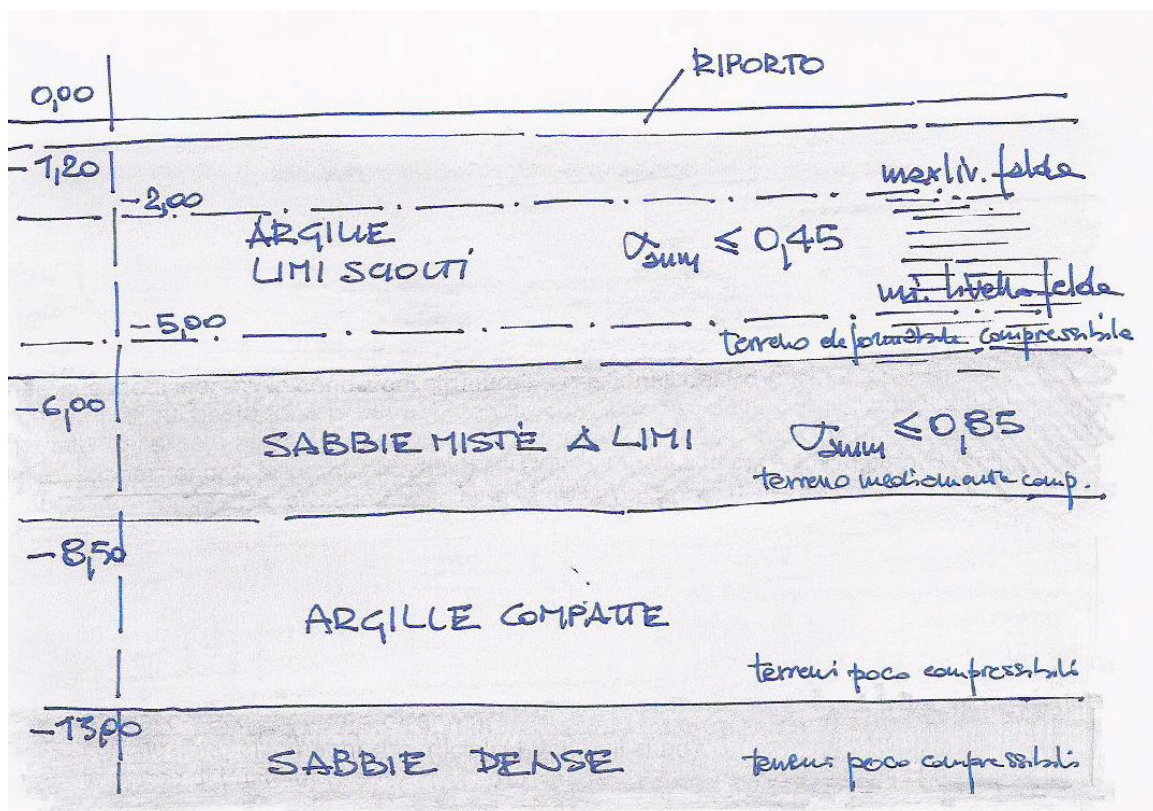 RIPORTO
0,00
-1,20
max liv. falda
-2,00
ARGILLE
LIMI SCIOLTI
σamm ≤ 0,45
livello falda
-5,00
terreno deformabile compressibile
-6,00
SABBIE MISTE A LIMI
σamm ≤ 0,85
terreno mediamente comp.
-8,50
ARGILLE COMPATTE
terreni poco compressibili
-13,00
SABBIE DENSE
terreni poco compressibili